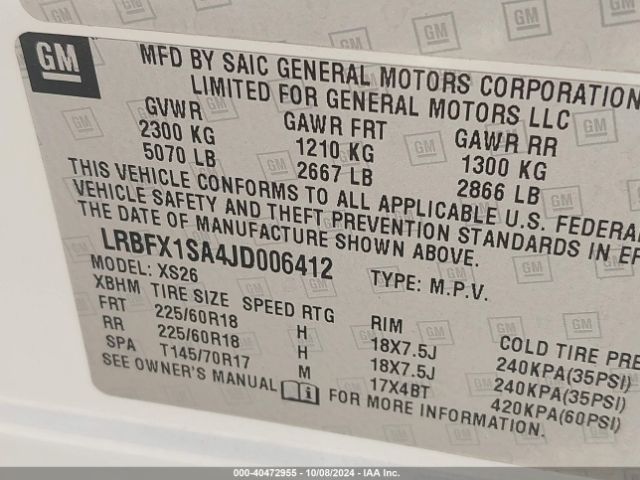 GM
MFD BY SAIC GENERAL MOTORS CORPORATION
LIMITED FOR GENERAL MOTORS LLC
GVWR GAWR FRT GAWR RR
2300 KG 1210 KG 1300 KG
5070 LB 2667 LB 2866 LB
THIS VEHICLE CONFORMS TO ALL APPLICABLE U.S. FEDERAL
VEHICLE SAFETY AND THEFT PREVENTION STANDARDS IN EF
THE DATE OF MANUFACTURE SHOWN ABOVE.
LRBFX1SA4JD006412
MODEL: XS26 TYPE: M.P.V.
XBHM TIRE SIZE SPEED RTG RIM COLD TIRE PRE
FRT 225/60R18 H 18X7.5J 240KPA(35PSI)
RR 225/60R18 H 18X7.5J 240KPA(35PSI)
SPA T145/70R17 M 17X4BT 420KPA(60PSI)
SEE OWNER'S MANUAL FOR MORE INFORMATION.
000-40472955 - 10/08/2024 - IAA Inc.